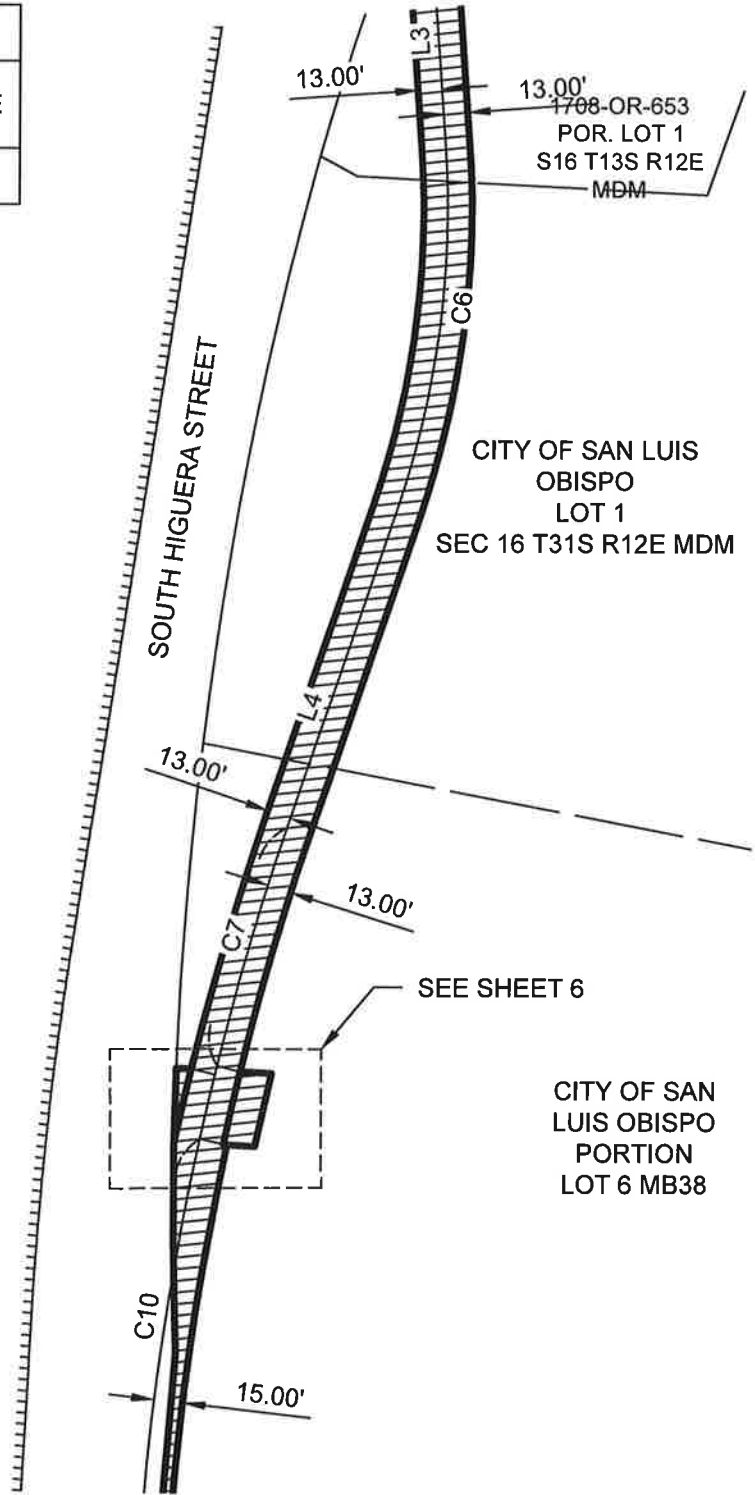 L3
13.00'
13.00'
1708-OR-653
POR. LOT 1
S16 T13S R12E
MDM
C6
SOUTH HIGUERA STREET
CITY OF SAN LUIS
OBISPO
LOT 1
SEC 16 T31S R12E MDM
L4
13.00'
13.00'
C7
SEE SHEET 6
CITY OF SAN
LUIS OBISPO
PORTION
LOT 6 MB38
C10
15.00'